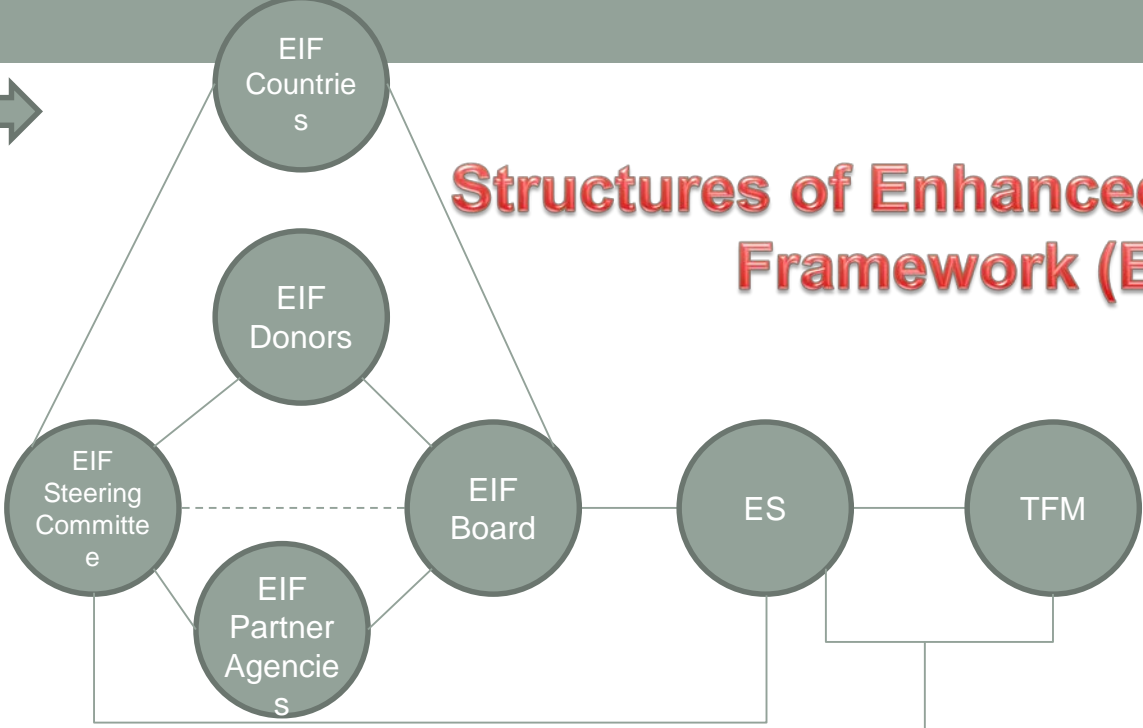 EIF
Countrie
s
Structures of Enhance
Framework (E
EIF
Donors
EIF
Steering
Committe
e
EIF
Board
ES
TFM
EIF
Partner
Agencie
s